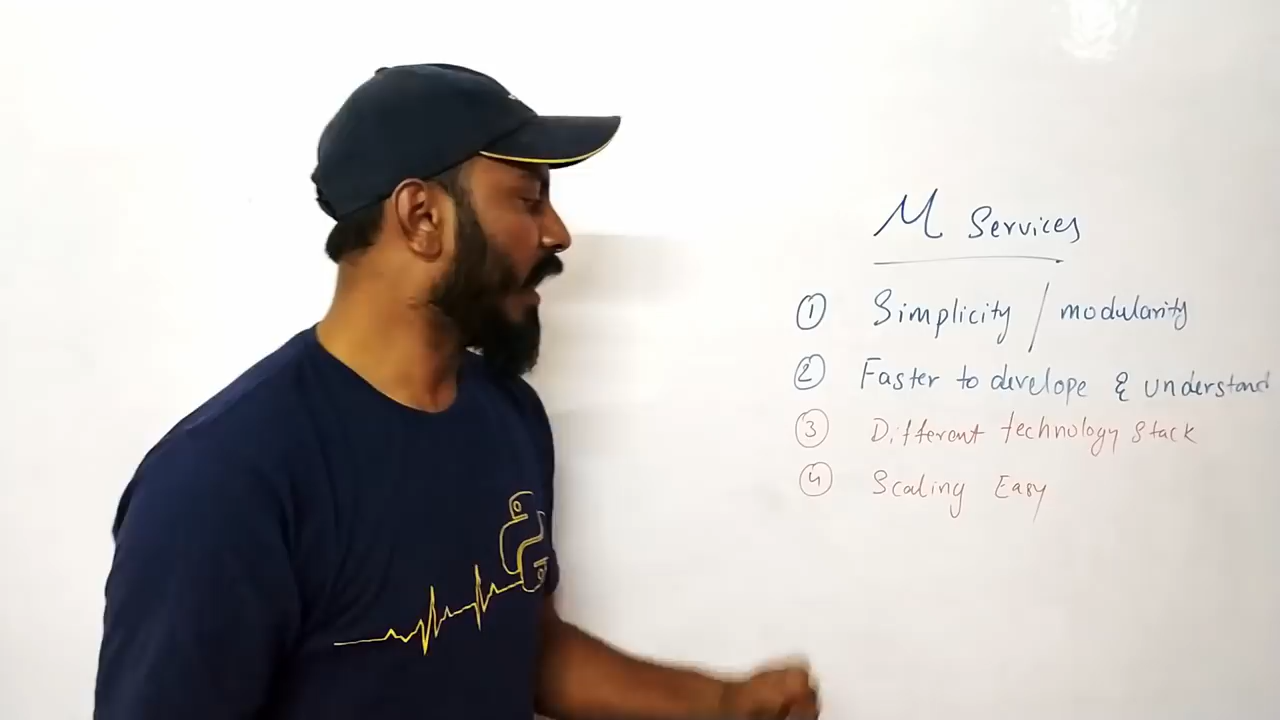 M Services
① Simplicity / modularity
② Faster to develope & understand
③ Different technology stack
④ Scaling Easy